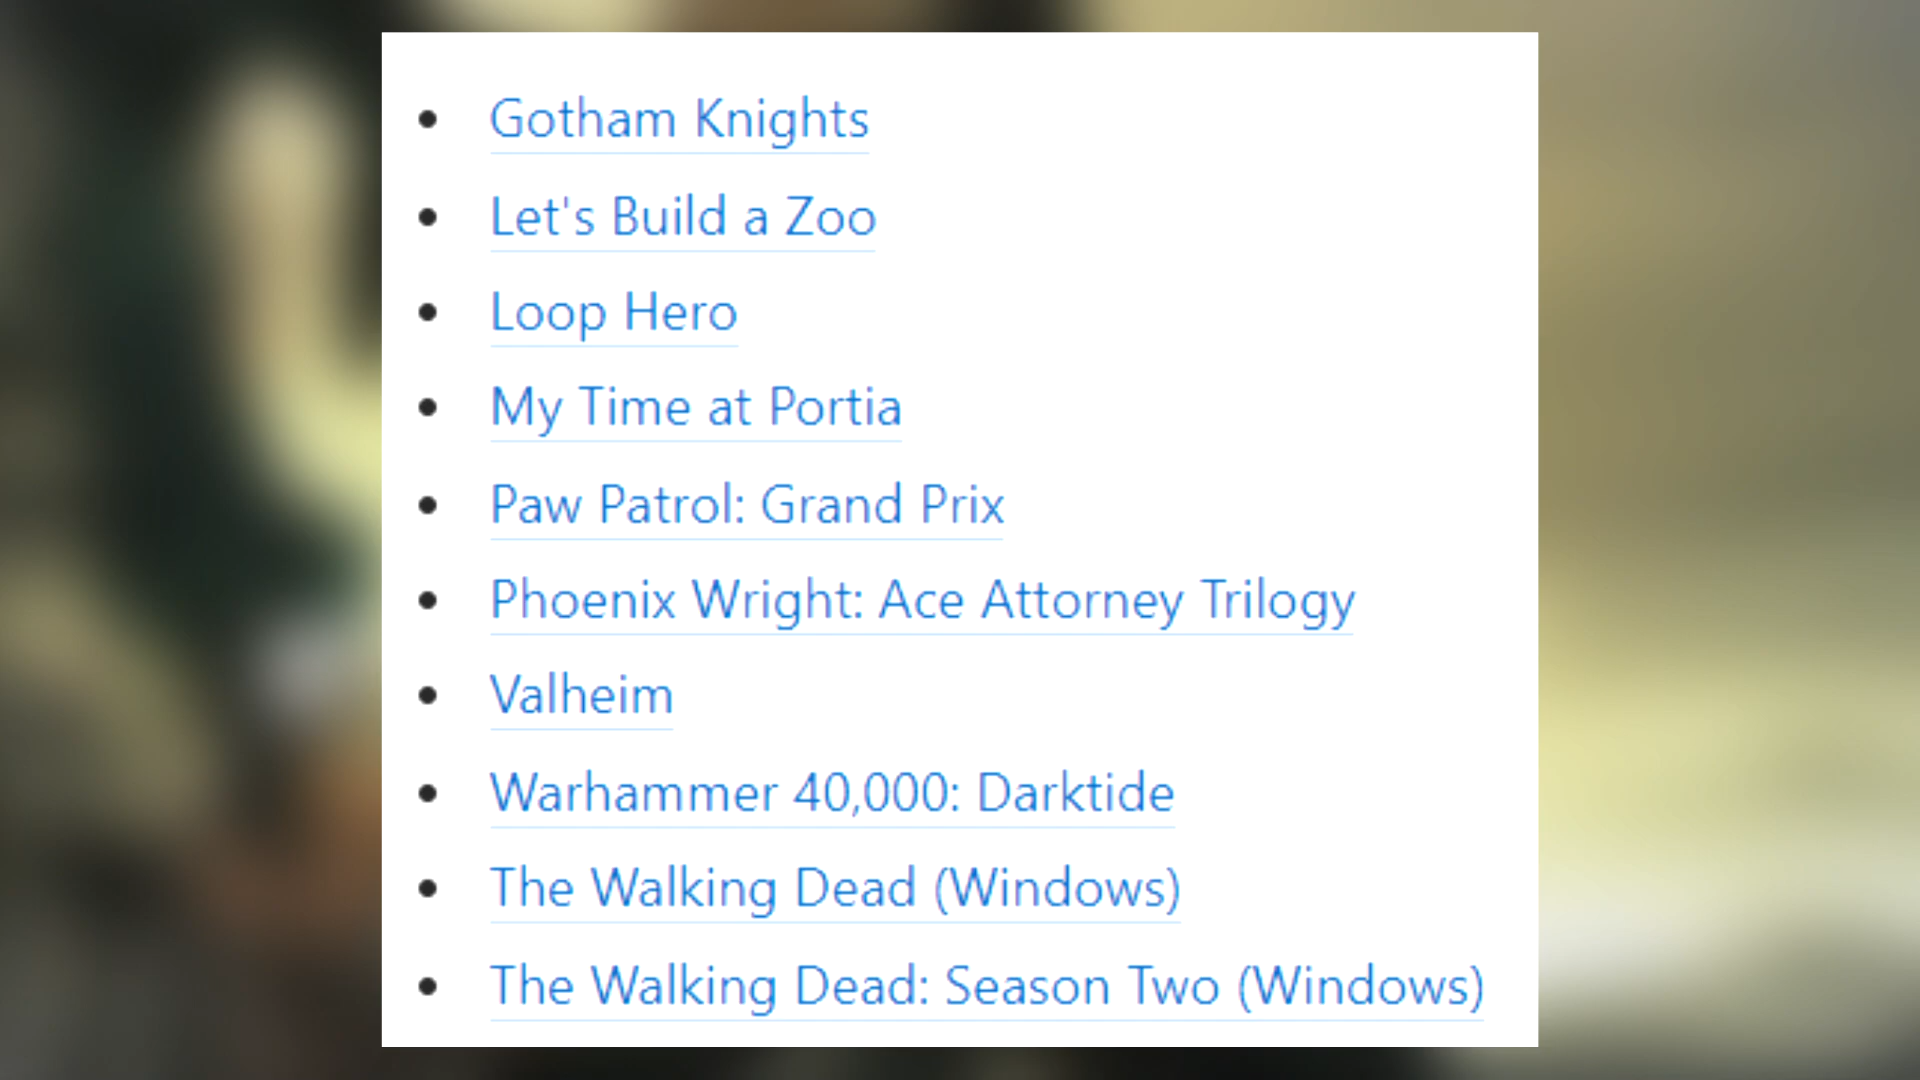 Gotham Knights
Let's Build a Zoo
Loop Hero
My Time at Portia
Paw Patrol: Grand Prix
Phoenix Wright: Ace Attorney Trilogy
Valheim
Warhammer 40,000: Darktide
The Walking Dead (Windows)
The Walking Dead: Season Two (Windows)